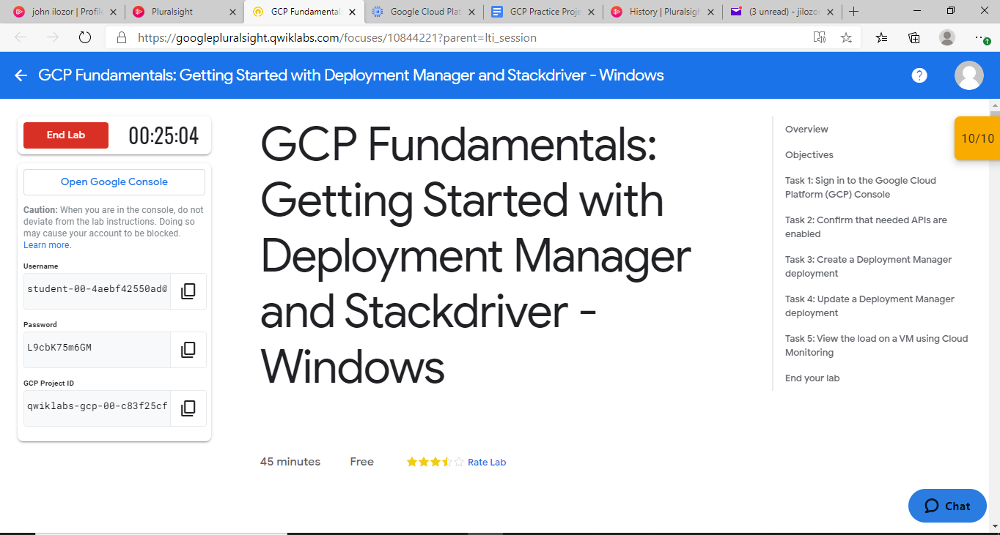 john ilozor | Profile
Pluralsight
GCP Fundamentals
Google Cloud Plat
GCP Practice Proje
History | Pluralsigh
(3 unread) - jilozo
https://googlepluralsight.qwiklabs.com/focuses/10844221?parent=lti_session
GCP Fundamentals: Getting Started with Deployment Manager and Stackdriver - Windows
End Lab
00:25:04
Open Google Console
Caution: When you are in the console, do not
deviate from the lab instructions. Doing so
may cause your account to be blocked.
Learn more.
Username
student-00-4aebf42550ad@
Password
L9cbK75m6GM
GCP Project ID
qwiklabs-gcp-00-c83f25cf
GCP Fundamentals:
Getting Started with
Deployment Manager
and Stackdriver -
Windows
45 minutes
Free
Rate Lab
Overview
Objectives
Task 1: Sign in to the Google Cloud
Platform (GCP) Console
Task 2: Confirm that needed APIs are
enabled
Task 3: Create a Deployment Manager
deployment
Task 4: Update a Deployment Manager
deployment
Task 5: View the load on a VM using Cloud
Monitoring
End your lab
10/10
Chat